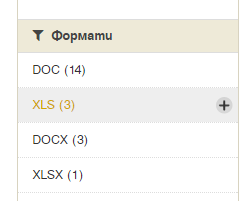 Формати
DOC (14)
XLS (3)
DOCX (3)
XLSX (1)